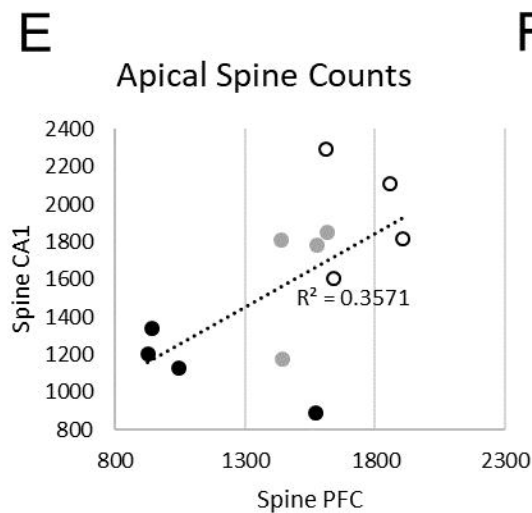 E
F
Apical Spine Counts
2400
2200
2000
1800
1600
1400
1200
1000
800
Spine CA1
R² = 0.3571
800 1300 1800 2300
Spine PFC